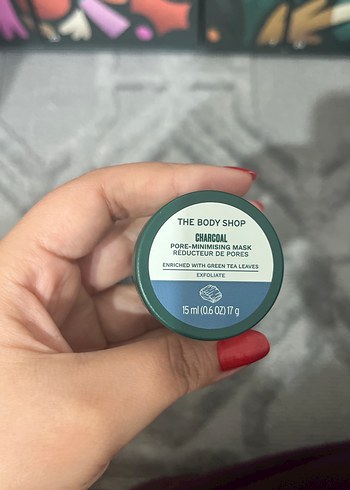 THE BODY SHOP
CHARCOAL
PORE-MINIMISING MASK
RÉDUCTEUR DE PORES
ENRICHED WITH GREEN TEA LEAVES
EXFOLIATE
15 ml (0.6 OZ) 17 g